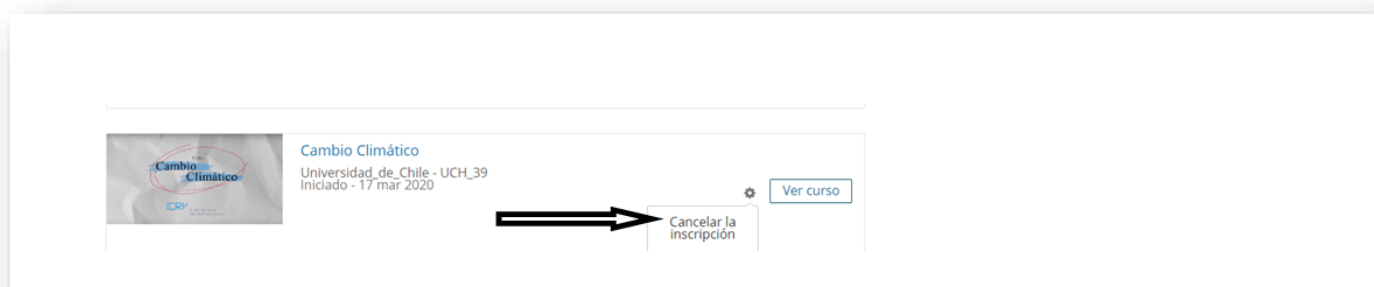 Cambio
Climático
Cambio Climático
Universidad_de_Chile - UCH_39
Iniciado - 17 mar 2020
Ver curso
Cancelar la
inscripción